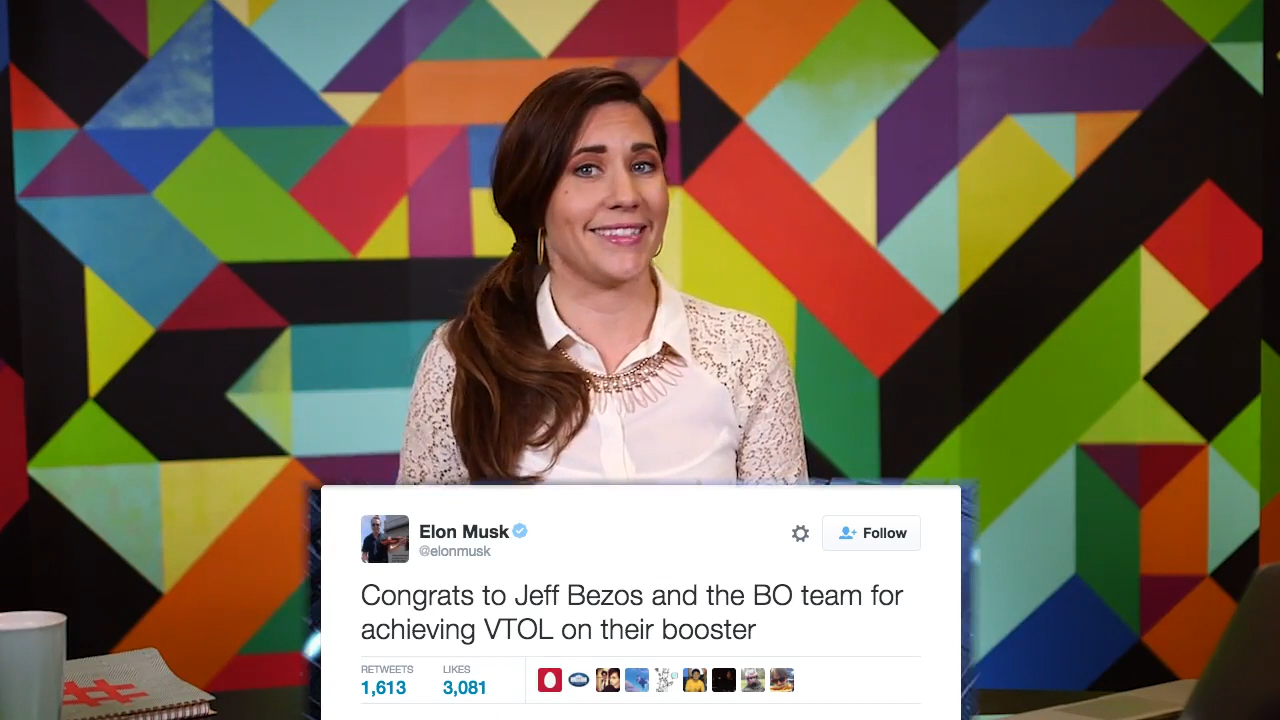 Elon Musk
@elonmusk
Follow
Congrats to Jeff Bezos and the BO team for
achieving VTOL on their booster
RETWEETS LIKES
1,613 3,081
#